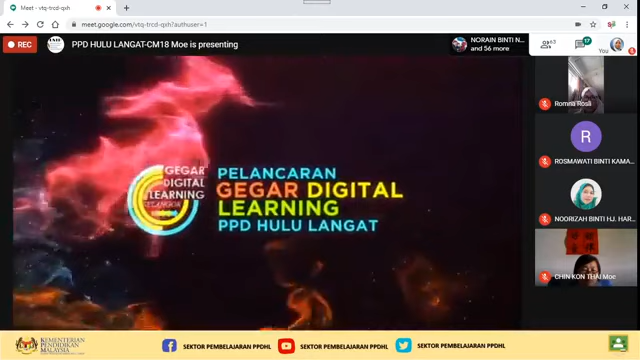 Meet - vtq-trcd-qxh
meet.google.com/vtq-trcd-qxh?authuser=1
REC
PPD HULU LANGAT-CM18 Moe is presenting
NORAIN BINTI N...
and 56 more
17
You
Romna Rosli
R
ROSMAWATI BINTI KAMA...
NOORIZAH BINTI HJ. HAR...
CHIN KON THAI Moe
GEGAR
DIGITAL
LEARNING
SELANGOR
PELANCARAN
GEGAR DIGITAL
LEARNING
PPD HULU LANGAT
KEMENTERIAN
PENDIDIKAN
MALAYSIA
SEKTOR PEMBELAJARAN PPDHL
SEKTOR PEMBELAJARAN PPDHL
SEKTOR PEMBELAJARAN PPDHL